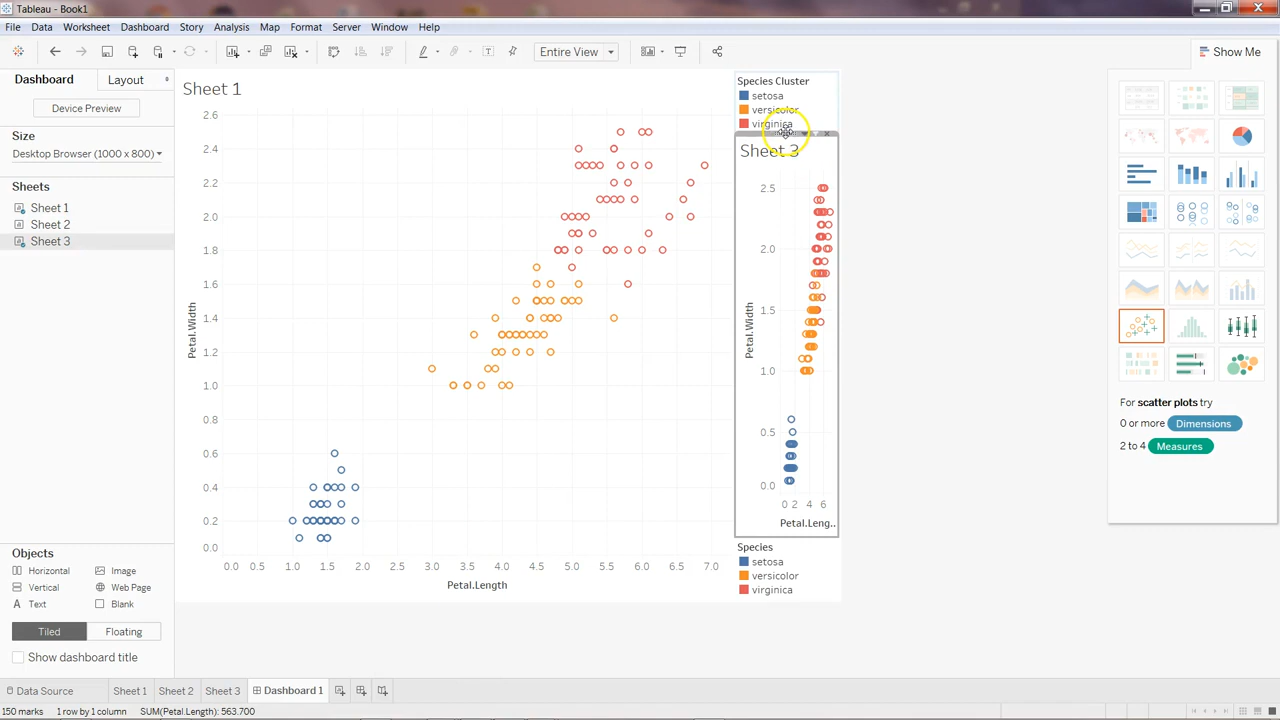 Tableau - Book1
File Data Worksheet Dashboard Story Analysis Map Format Server Window Help
Entire View
Show Me
Dashboard Layout
Device Preview
Size
Desktop Browser (1000 x 800)
Sheets
Sheet 1
Sheet 2
Sheet 3
Objects
Horizontal Image
Vertical Web Page
A Text Blank
Tiled Floating
Show dashboard title
Sheet 1
2.6
2.4
2.2
2.0
1.8
1.6
1.4
1.2
1.0
0.8
0.6
0.4
0.2
0.0
Petal.Width
0.0 0.5 1.0 1.5 2.0 2.5 3.0 3.5 4.0 4.5 5.0 5.5 6.0 6.5 7.0
Petal.Length
Species Cluster
setosa
versicolor
virginica
Sheet 3
2.5
2.0
1.5
1.0
0.5
0.0
Petal.Width
0 2 4 6
Petal.Leng..
Species
setosa
versicolor
virginica
For scatter plots try
0 or more Dimensions
2 to 4 Measures
Data Source Sheet 1 Sheet 2 Sheet 3 Dashboard 1
150 marks 1 row by 1 column SUM(Petal.Length): 563.700